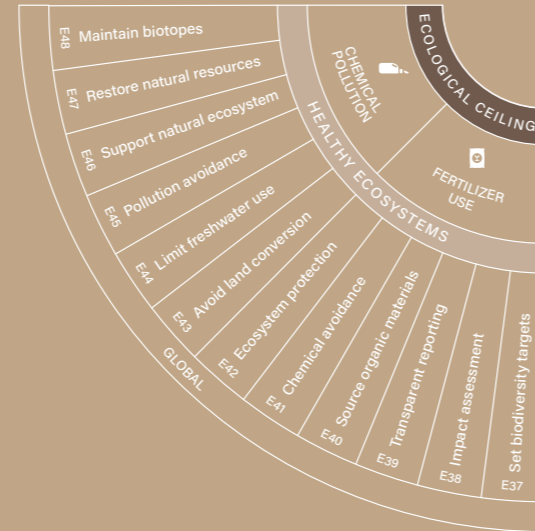 ECOLOGICAL CEILING
CHEMICAL
POLLUTION
FERTILIZER
USE
HEALTHY ECOSYSTEMS
E48 Maintain biotopes
E47 Restore natural resources
E46 Support natural ecosystem
E45 Pollution avoidance
E44 Limit freshwater use
E43 Avoid land conversion
E42 Ecosystem protection
E41 Chemical avoidance
E40 Source organic materials
E39 Transparent reporting
E38 Impact assessment
E37 Set biodiversity targets
GLOBAL